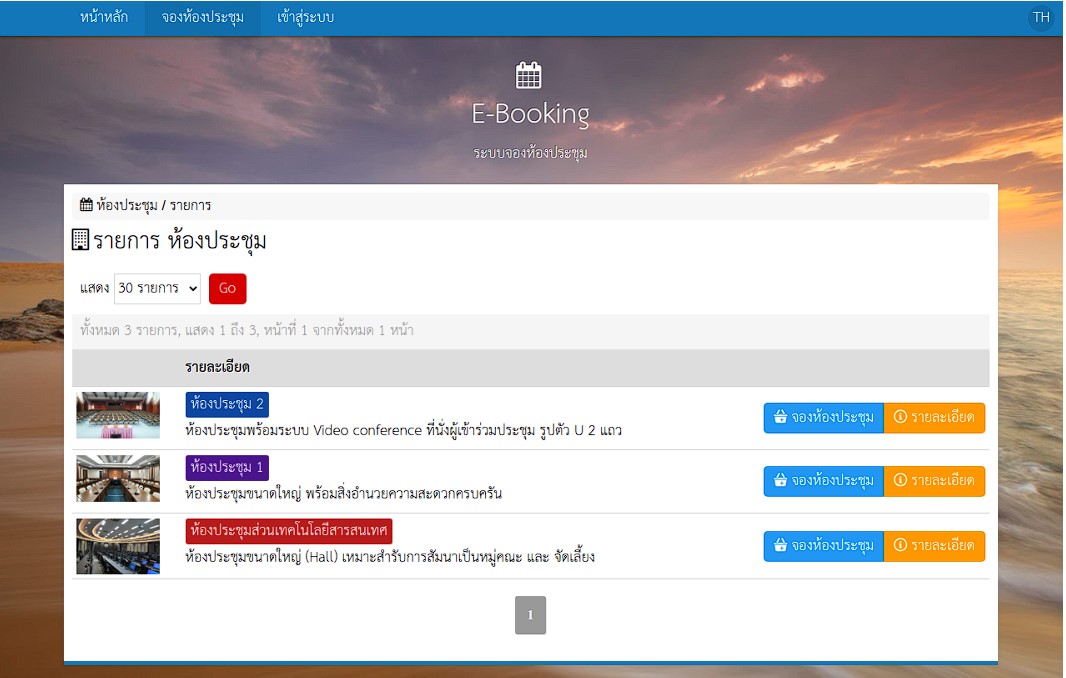 หน้าหลัก จองห้องประชุม เข้าสู่ระบบ TH
E-Booking
ระบบจองห้องประชุม
ห้องประชุม / รายการ
รายการ ห้องประชุม
แสดง 30 รายการ Go
ทั้งหมด 3 รายการ, แสดง 1 ถึง 3, หน้าที่ 1 จากทั้งหมด 1 หน้า
รายละเอียด
ห้องประชุม 2
ห้องประชุมพร้อมระบบ Video conference ที่นั่งผู้เข้าร่วมประชุม รูปตัว U 2 แถว
จองห้องประชุม รายละเอียด
ห้องประชุม 1
ห้องประชุมขนาดใหญ่ พร้อมสิ่งอำนวยความสะดวกครบครัน
จองห้องประชุม รายละเอียด
ห้องประชุมส่วนเทคโนโลยีสารสนเทศ
ห้องประชุมขนาดใหญ่ (Hall) เหมาะสำหรับการสัมนาเป็นหมู่คณะ และ จัดเลี้ยง
จองห้องประชุม รายละเอียด
1